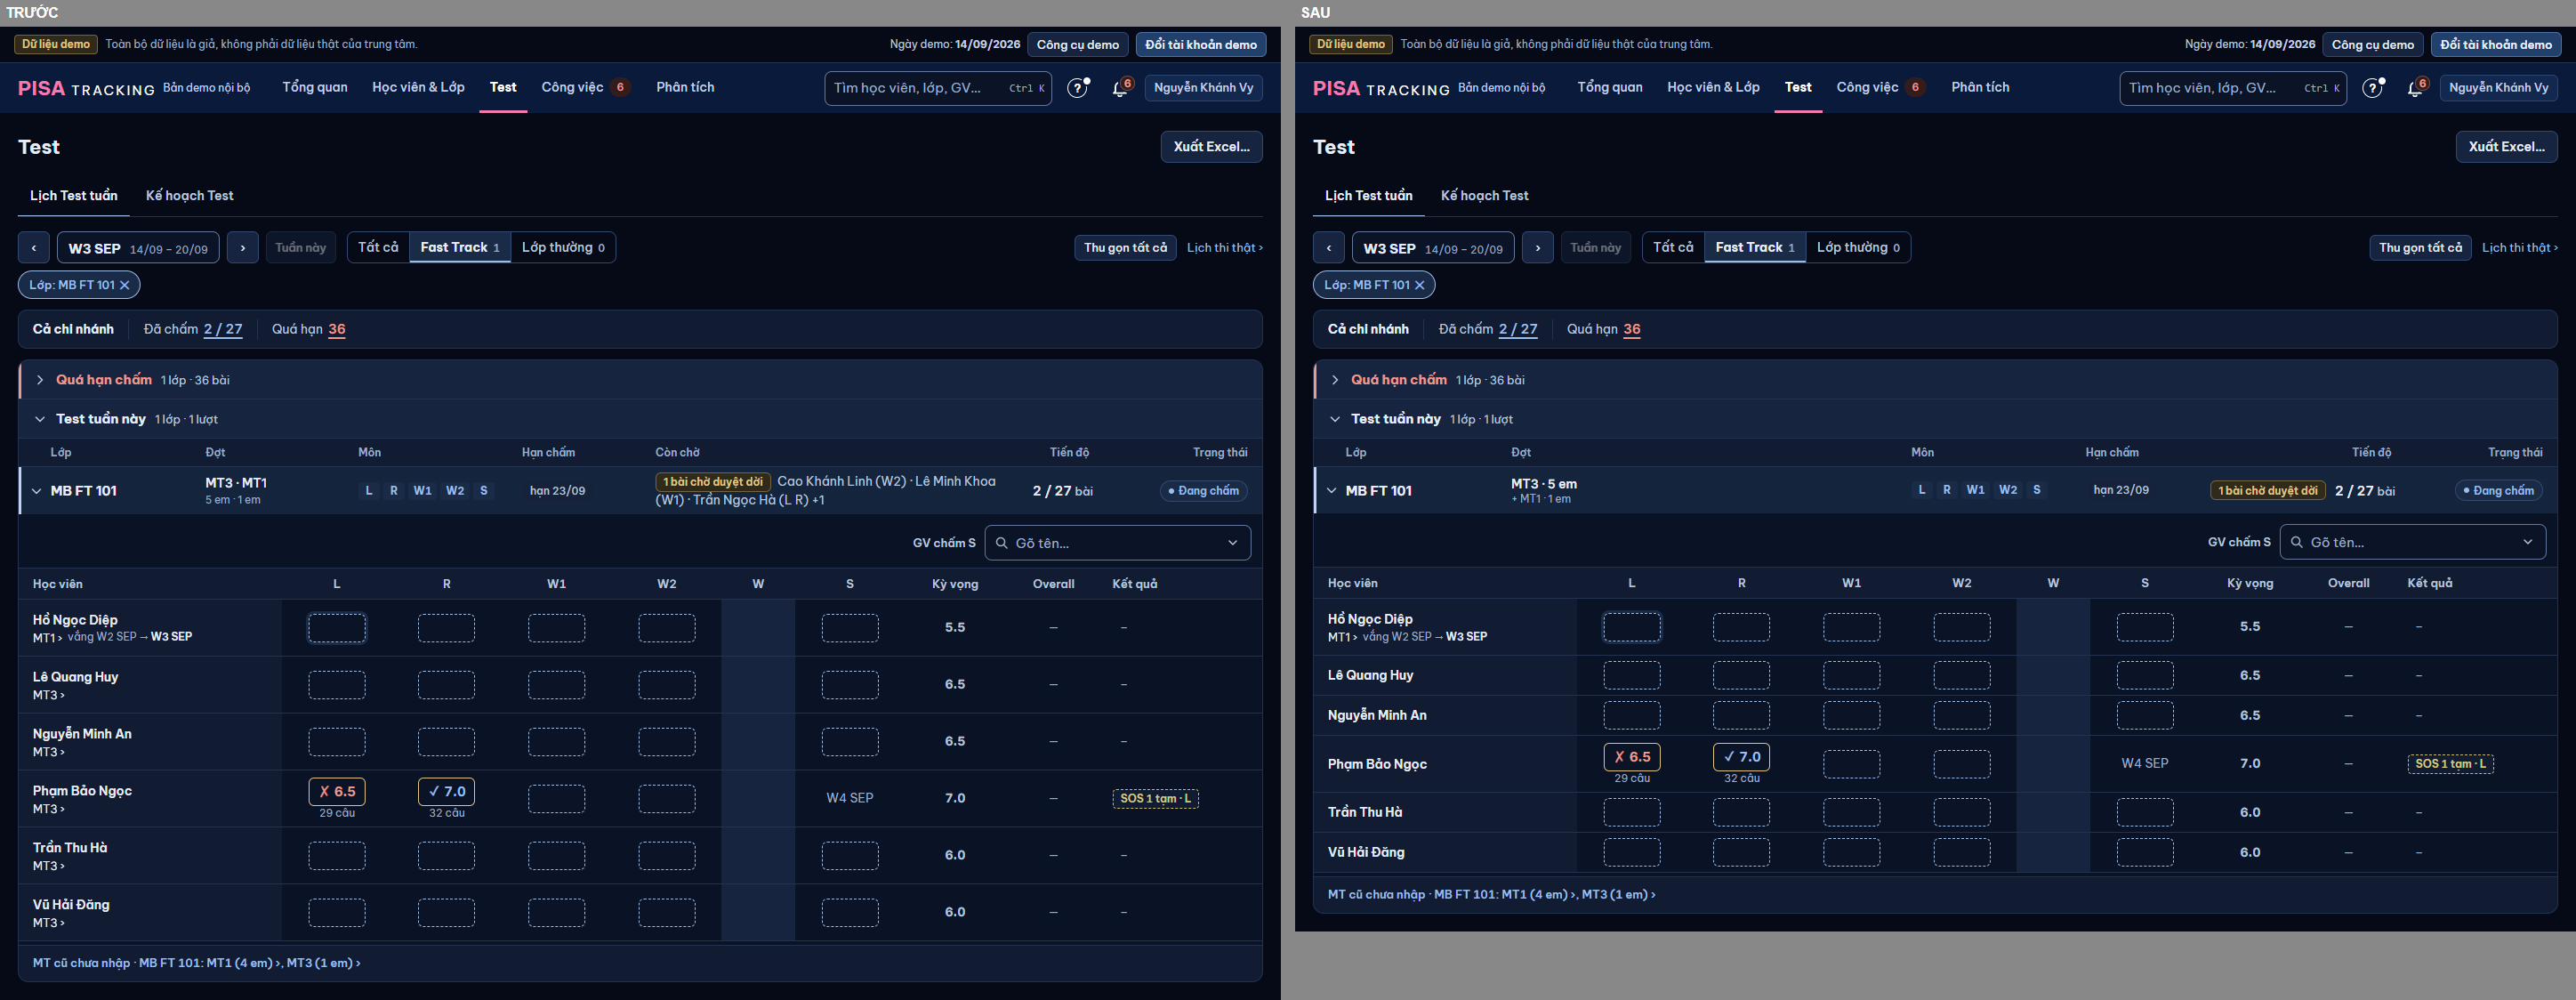 TRƯỚC
Dữ liệu demo Toàn bộ dữ liệu là giả, không phải dữ liệu thật của trung tâm. Ngày demo: 14/09/2026 Công cụ demo Đổi tài khoản demo
PISA TRACKING Bản demo nội bộ Tổng quan Học viên & Lớp Test Công việc 6 Phân tích Tìm học viên, lớp, GV... Ctrl K ? 6 Nguyễn Khánh Vy
Test Xuất Excel...
Lịch Test tuần Kế hoạch Test
‹ W3 SEP 14/09 – 20/09 › Tuần này Tất cả Fast Track 1 Lớp thường 0 Thu gọn tất cả Lịch thi thật ›
Lớp: MB FT 101 ✕
Cả chi nhánh Đã chấm 2 / 27 Quá hạn 36
Quá hạn chấm 1 lớp · 36 bài
Test tuần này 1 lớp · 1 lượt
Lớp Đợt Môn Hạn chấm Còn chờ Tiến độ Trạng thái
MB FT 101 MT3 · MT1 L R W1 W2 S hạn 23/09 1 bài chờ duyệt dời Cao Khánh Linh (W2) · Lê Minh Khoa 2 / 27 bài • Đang chấm
5 em · 1 em (W1) · Trần Ngọc Hà (L R) +1
GV chấm S Gõ tên...
Học viên L R W1 W2 W S Kỳ vọng Overall Kết quả
Hồ Ngọc Diệp 5.5 — –
MT1 › vắng W2 SEP → W3 SEP
Lê Quang Huy 6.5 — –
MT3 ›
Nguyễn Minh An 6.5 — –
MT3 ›
Phạm Bảo Ngọc ✗ 6.5 ✓ 7.0 W4 SEP 7.0 — SOS 1 tạm · L
MT3 › 29 câu 32 câu
Trần Thu Hà 6.0 — –
MT3 ›
Vũ Hải Đăng 6.0 — –
MT3 ›
MT cũ chưa nhập · MB FT 101: MT1 (4 em) ›, MT3 (1 em) ›
SAU
Dữ liệu demo Toàn bộ dữ liệu là giả, không phải dữ liệu thật của trung tâm. Ngày demo: 14/09/2026 Công cụ demo Đổi tài khoản demo
PISA TRACKING Bản demo nội bộ Tổng quan Học viên & Lớp Test Công việc 6 Phân tích Tìm học viên, lớp, GV... Ctrl K ? 6 Nguyễn Khánh Vy
Test Xuất Excel...
Lịch Test tuần Kế hoạch Test
‹ W3 SEP 14/09 – 20/09 › Tuần này Tất cả Fast Track 1 Lớp thường 0 Thu gọn tất cả Lịch thi thật ›
Lớp: MB FT 101 ✕
Cả chi nhánh Đã chấm 2 / 27 Quá hạn 36
Quá hạn chấm 1 lớp · 36 bài
Test tuần này 1 lớp · 1 lượt
Lớp Đợt Môn Hạn chấm Tiến độ Trạng thái
MB FT 101 MT3 · 5 em L R W1 W2 S hạn 23/09 1 bài chờ duyệt dời 2 / 27 bài • Đang chấm
+ MT1 · 1 em
GV chấm S Gõ tên...
Học viên L R W1 W2 W S Kỳ vọng Overall Kết quả
Hồ Ngọc Diệp 5.5 — –
MT1 › vắng W2 SEP → W3 SEP
Lê Quang Huy 6.5 — –
Nguyễn Minh An 6.5 — –
Phạm Bảo Ngọc ✗ 6.5 ✓ 7.0 W4 SEP 7.0 — SOS 1 tạm · L
29 câu 32 câu
Trần Thu Hà 6.0 — –
Vũ Hải Đăng 6.0 — –
MT cũ chưa nhập · MB FT 101: MT1 (4 em) ›, MT3 (1 em) ›